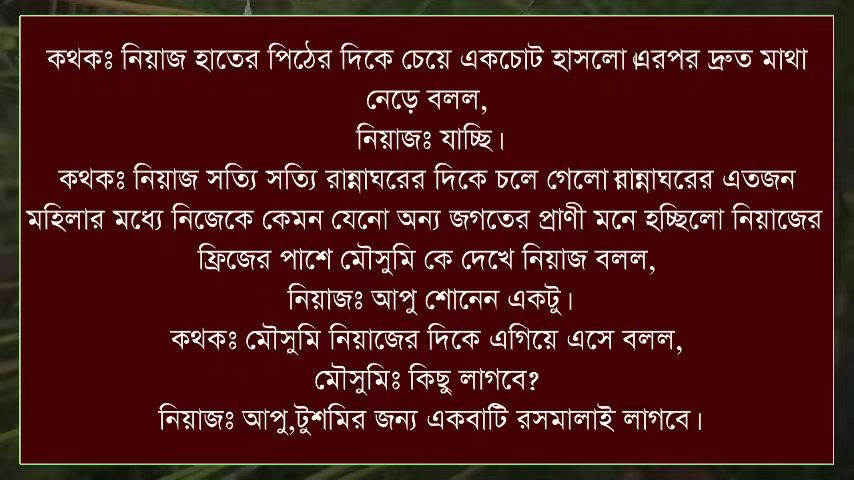 কথকঃ নিয়াজ হাতের পিঠের দিকে চেয়ে একচোট হাসলো।এরপর দ্রুত মাথা
নেড়ে বলল,
নিয়াজঃ যাচ্ছি।
কথকঃ নিয়াজ সত্যি সত্যি রান্নাঘরের দিকে চলে গেলো।রান্নাঘরের এতজন
মহিলার মধ্যে নিজেকে কেমন যেনো অন্য জগতের প্রাণী মনে হচ্ছিলো নিয়াজের
ফ্রিজের পাশে মৌসুমি কে দেখে নিয়াজ বলল,
নিয়াজঃ আপু শোনেন একটু।
কথকঃ মৌসুমি নিয়াজের দিকে এগিয়ে এসে বলল,
মৌসুমিঃ কিছু লাগবে?
নিয়াজঃ আপু,টুশমির জন্য একবাটি রসমালাই লাগবে।